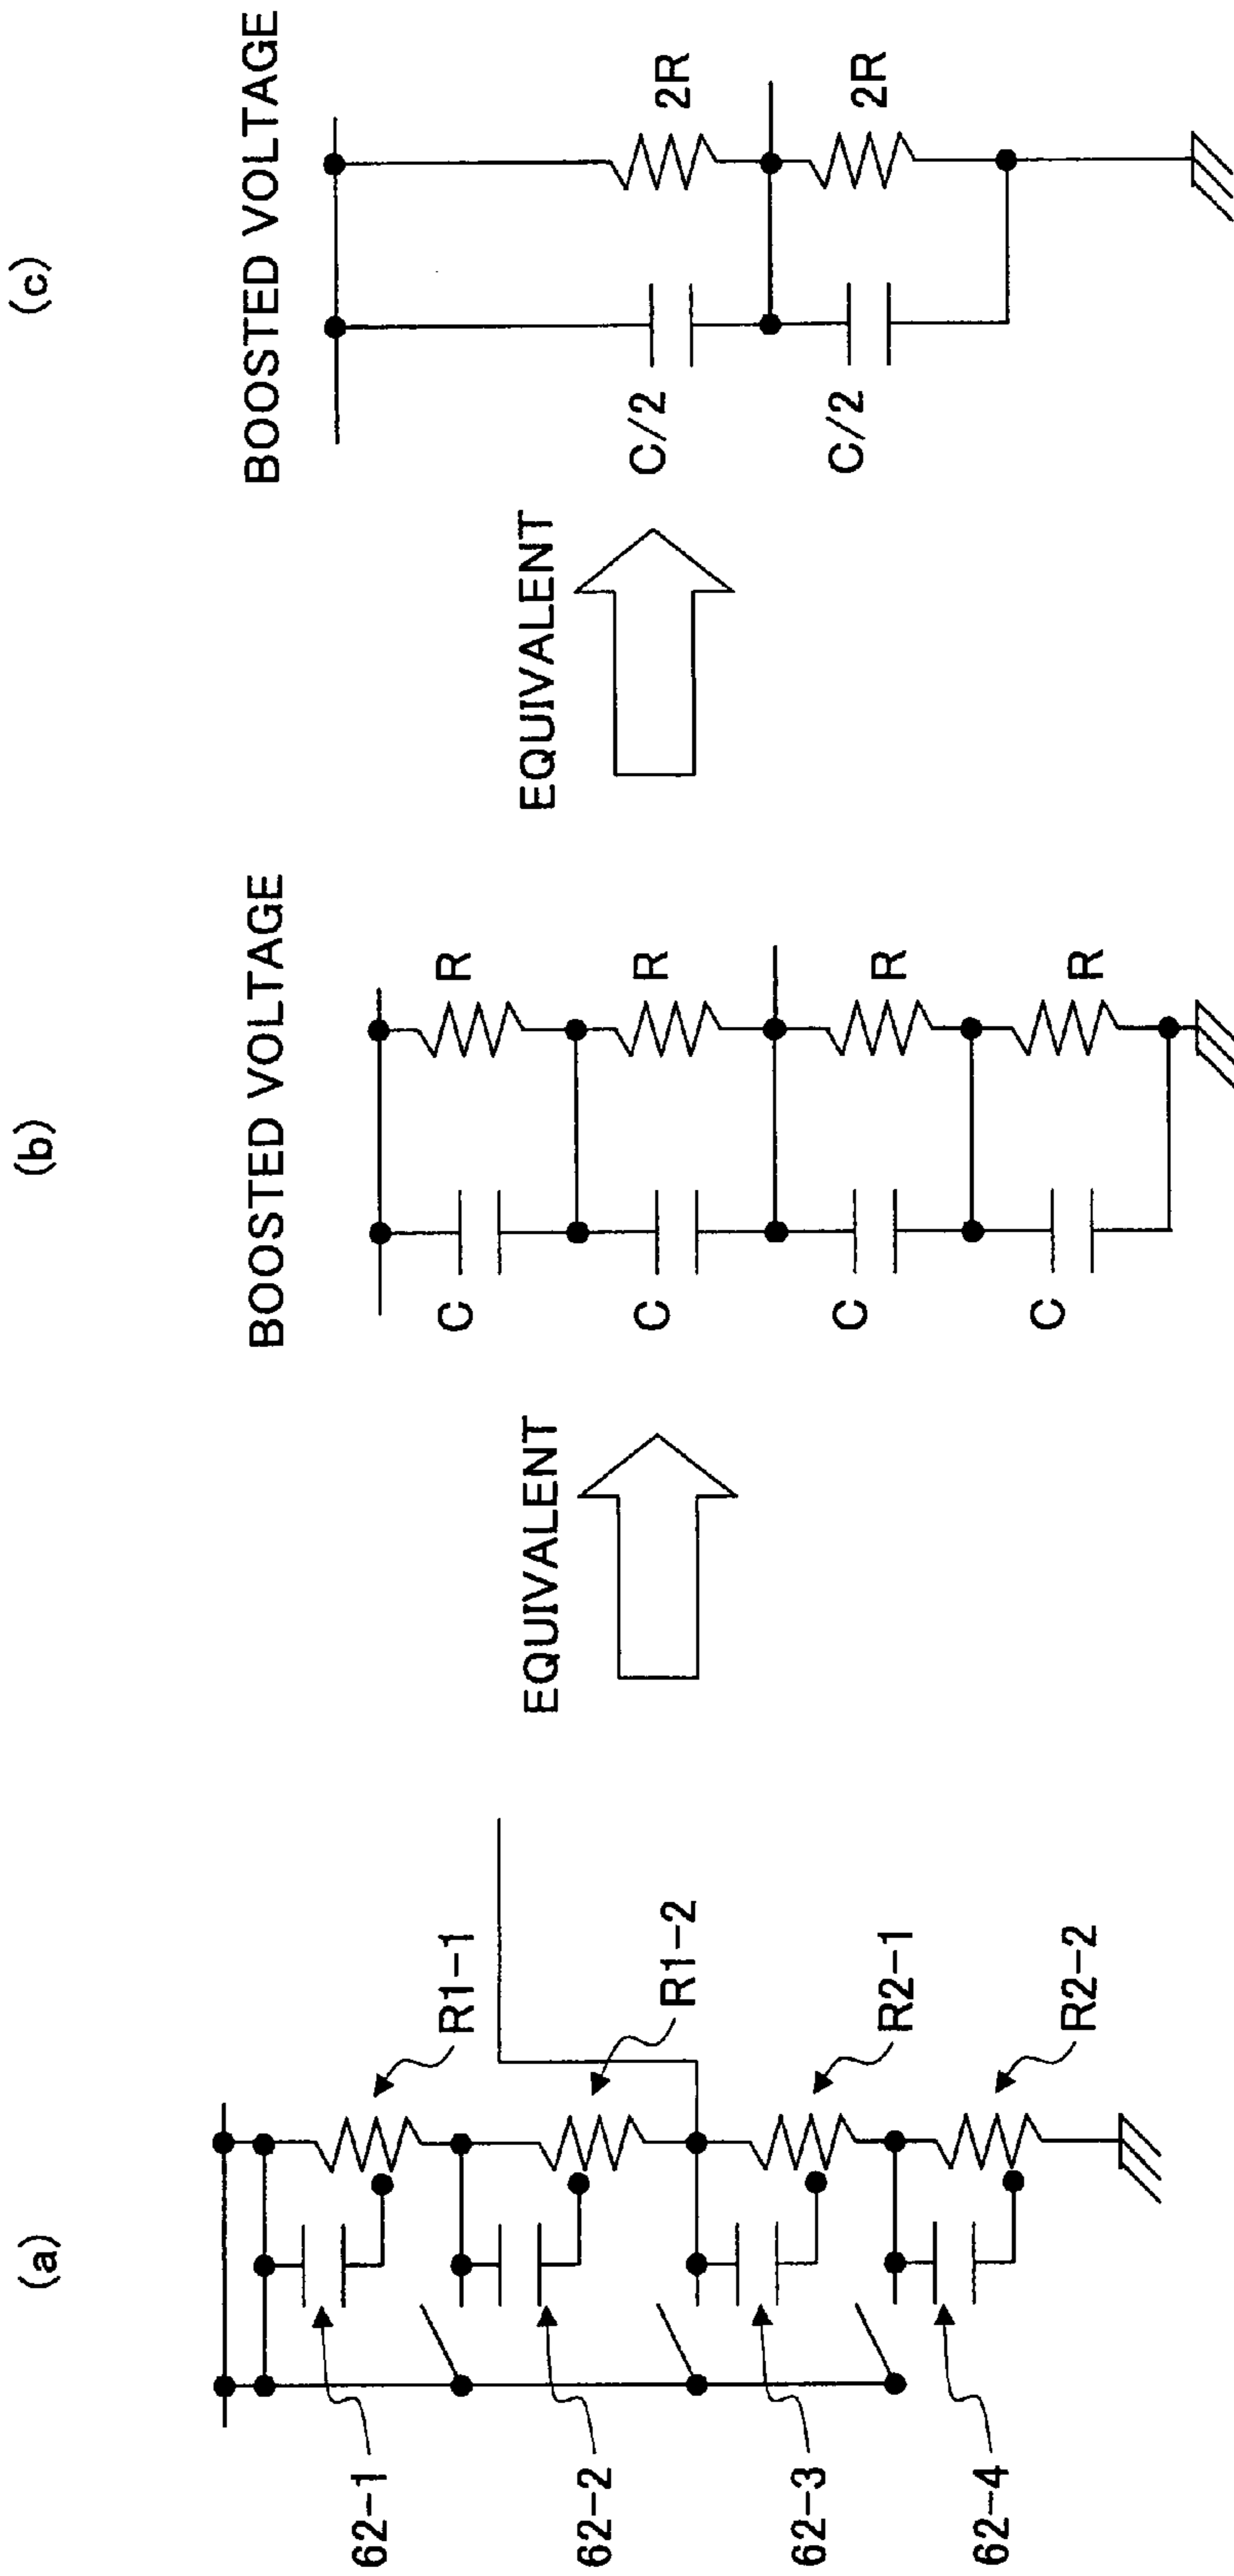 (a)
62-1
62-2
62-3
62-4
R1-1
R1-2
R2-1
R2-2
EQUIVALENT
(b)
BOOSTED VOLTAGE
C
C
C
C
R
R
R
R
EQUIVALENT
(c)
BOOSTED VOLTAGE
C/2
C/2
2R
2R